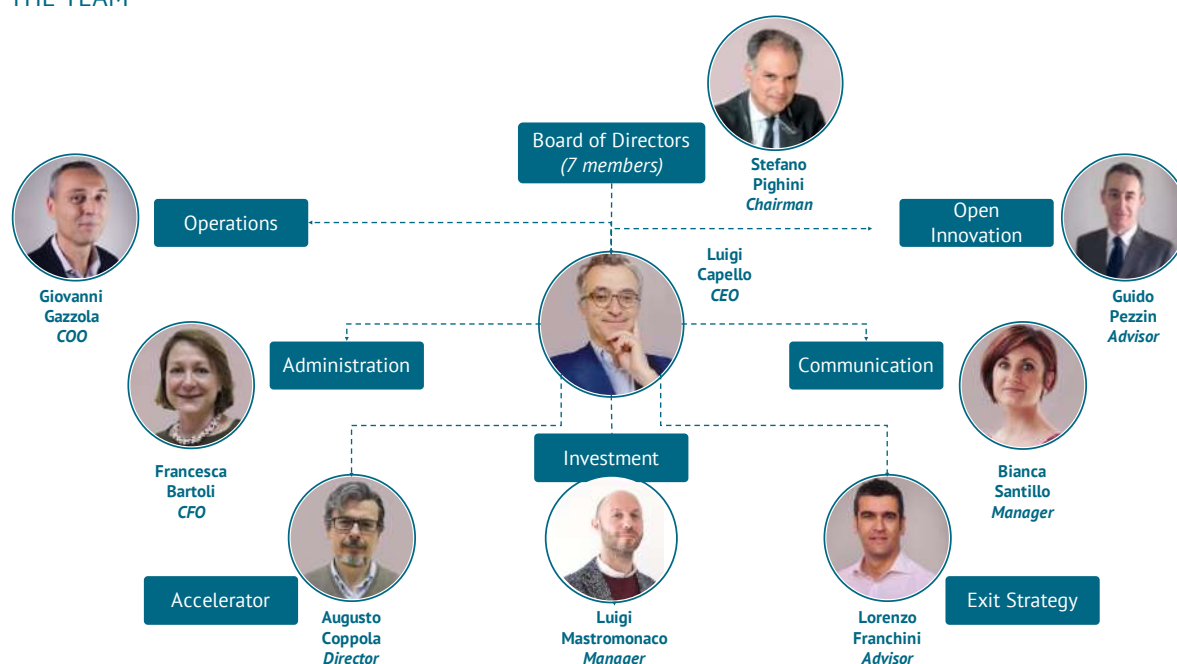 THE TEAM
Board of Directors
(7 members)
Stefano
Pighini
Chairman
Operations
Open
Innovation
Giovanni
Gazzola
COO
Luigi
Capello
CEO
Guido
Pezzin
Advisor
Administration
Communication
Francesca
Bartoli
CFO
Investment
Bianca
Santillo
Manager
Accelerator
Augusto
Coppola
Director
Luigi
Mastromonaco
Manager
Lorenzo
Franchini
Advisor
Exit Strategy